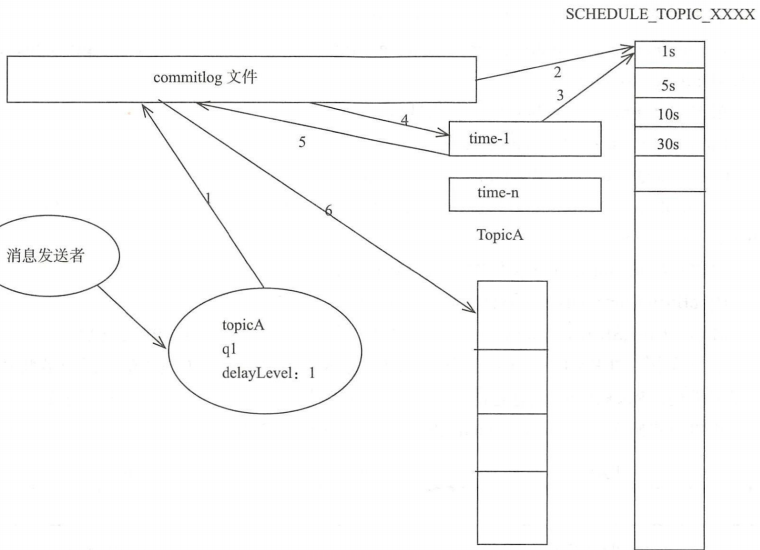 SCHEDULE_TOPIC_XXXX
commitlog 文件
1s
5s
10s
30s
2
3
4
5
time-1
time-n
TopicA
1
6
消息发送者
topicA
q1
delayLevel：1